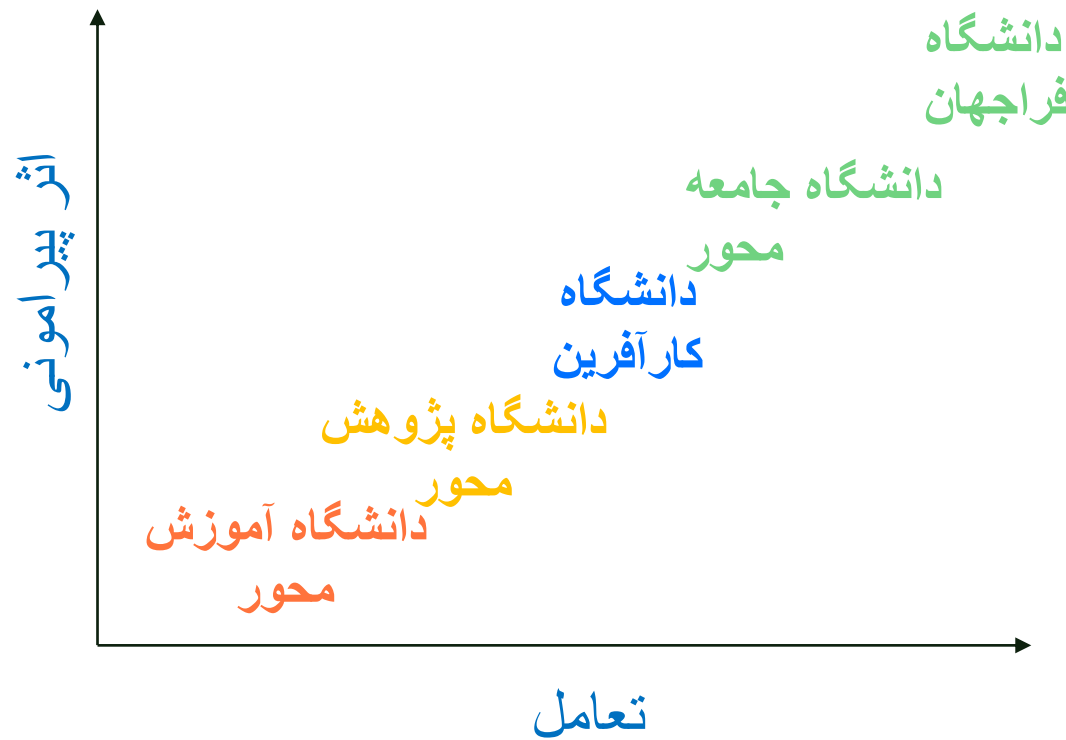 دانشگاه
فراجهان
دانشگاه جامعه
محور
دانشگاه
کارآفرین
دانشگاه پژوهش
محور
دانشگاه آموزش
محور
اثر پیرامونی
تعامل